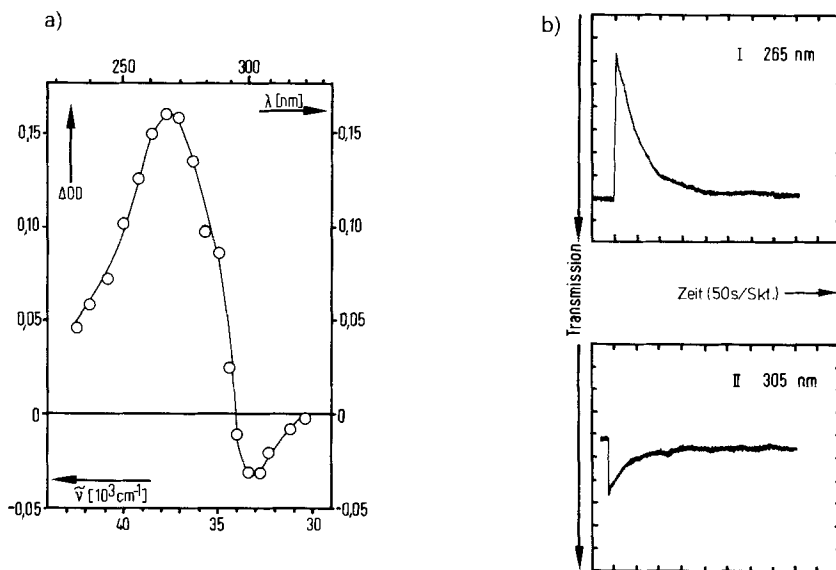 a)
250 300
λ [nm]
0,15 0,15
ΔOD
0,10 0,10
0,05 0,05
0 0
ν̃ [10³cm⁻¹]
-0,05 -0,05
40 35 30
b)
I 265 nm
Transmission
Zeit (50s/Skt.)
II 305 nm